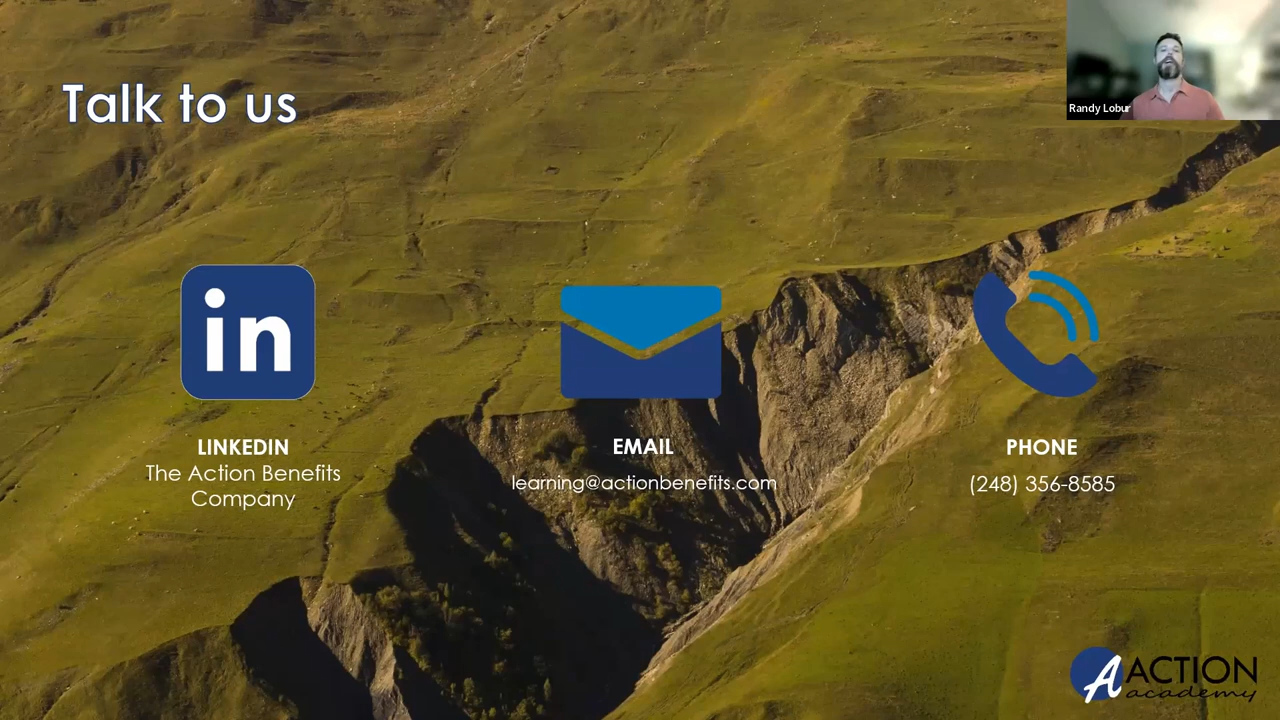 Talk to us
Randy Lobur
in
LINKEDIN
The Action Benefits
Company
EMAIL
learning@actionbenefits.com
PHONE
(248) 356-8585
A ACTION
academy